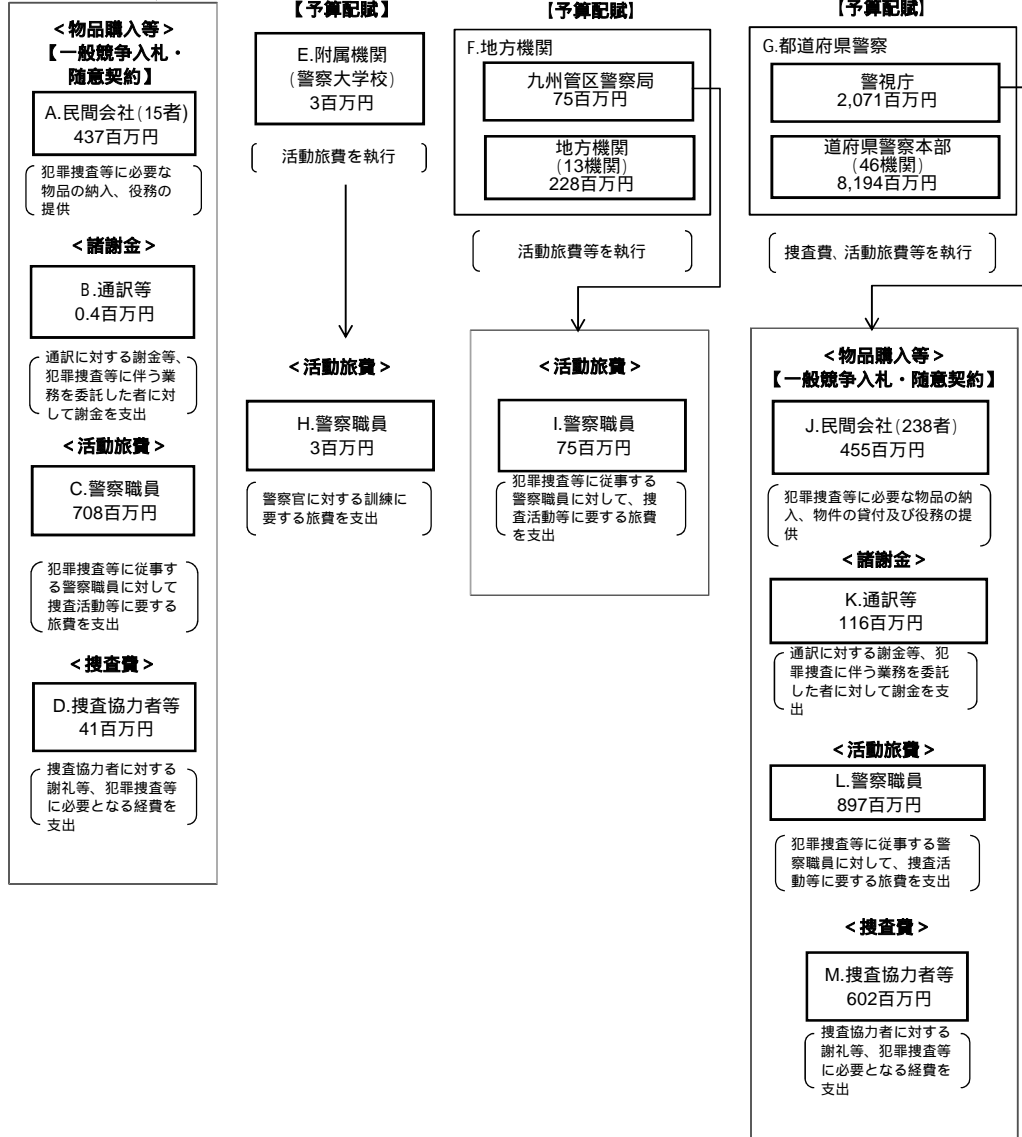 ＜物品購入等＞
【一般競争入札・
随意契約】
A.民間会社(15者)
437百万円
犯罪捜査等に必要な
物品の納入、役務の
提供
＜諸謝金＞
B.通訳等
0.4百万円
通訳に対する謝金等、
犯罪捜査等に伴う業
務を委託した者に対
して謝金を支出
＜活動旅費＞
C.警察職員
708百万円
犯罪捜査等に従事す
る警察職員に対して
捜査活動等に要する
旅費を支出
＜捜査費＞
D.捜査協力者等
41百万円
捜査協力者に対する
謝礼等、犯罪捜査等
に必要となる経費を
支出
【予算配賦】
E.附属機関
(警察大学校)
3百万円
活動旅費を執行
＜活動旅費＞
H.警察職員
3百万円
警察官に対する訓練に
要する旅費を支出
【予算配賦】
F.地方機関
九州管区警察局
75百万円
地方機関
(13機関)
228百万円
活動旅費等を執行
＜活動旅費＞
I.警察職員
75百万円
犯罪捜査等に従事する
警察職員に対して、捜
査活動等に要する旅費
を支出
【予算配賦】
G.都道府県警察
警視庁
2,071百万円
道府県警察本部
(46機関)
8,194百万円
捜査費、活動旅費等を執行
＜物品購入等＞
【一般競争入札・随意契約】
J.民間会社(238者)
455百万円
犯罪捜査等に必要な物品の納
入、物件の貸付及び役務の提
供
＜諸謝金＞
K.通訳等
116百万円
通訳に対する謝金等、犯
罪捜査に伴う業務を委託
した者に対して謝金を支
出
＜活動旅費＞
L.警察職員
897百万円
犯罪捜査等に従事する警
察職員に対して、捜査活
動等に要する旅費を支出
＜捜査費＞
M.捜査協力者等
602百万円
捜査協力者に対する
謝礼等、犯罪捜査等
に必要となる経費を
支出